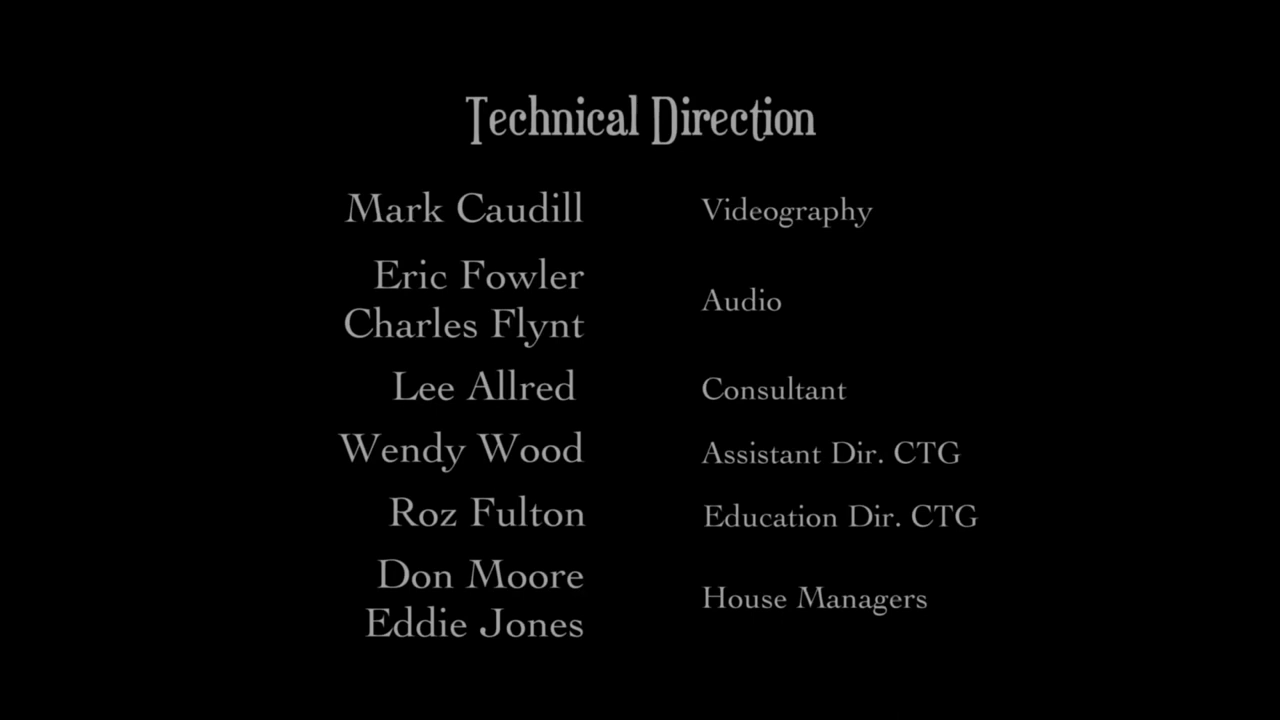 Technical Direction
Mark Caudill Videography
Eric Fowler
Charles Flynt
Audio
Lee Allred Consultant
Wendy Wood Assistant Dir. CTG
Roz Fulton Education Dir. CTG
Don Moore
Eddie Jones
House Managers